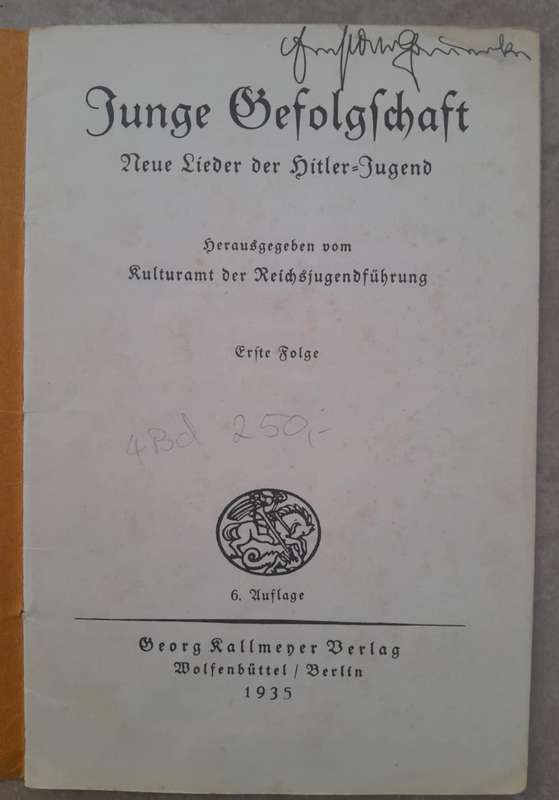 Junge Gefolgschaft
Neue Lieder der Hitler-Jugend
Herausgegeben vom
Kulturamt der Reichsjugendführung
Erste Folge
4 Bd 250,-
6. Auflage
Georg Kallmeyer Verlag
Wolfenbüttel / Berlin
1935